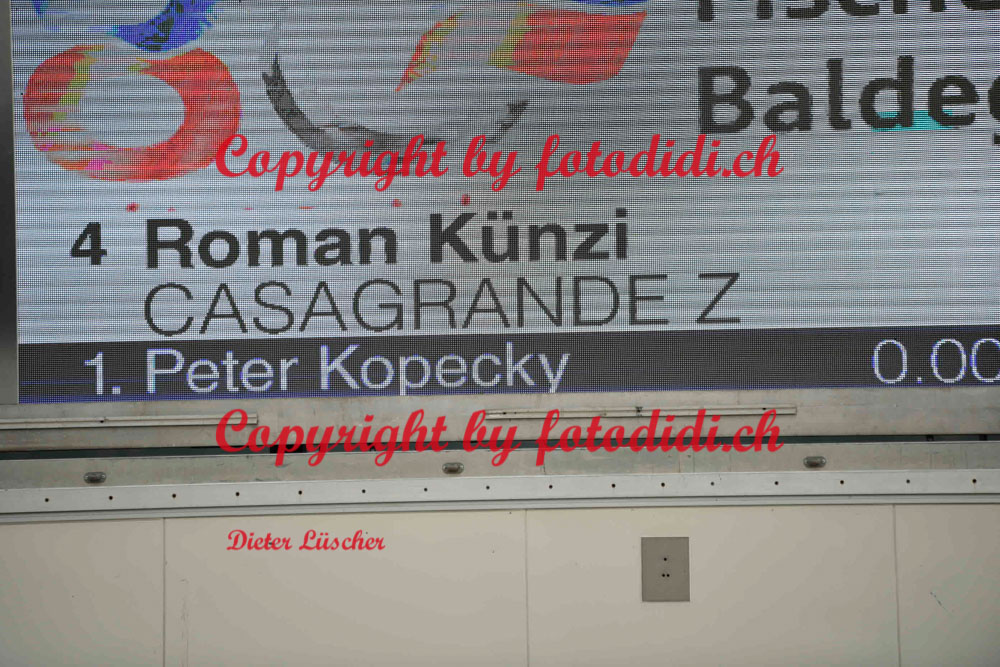 Baldeg
Copyright by fotodidi.ch
4 Roman Künzi
CASAGRANDE Z
1. Peter Kopecky 0.00
Copyright by fotodidi.ch
Dieter Lüscher